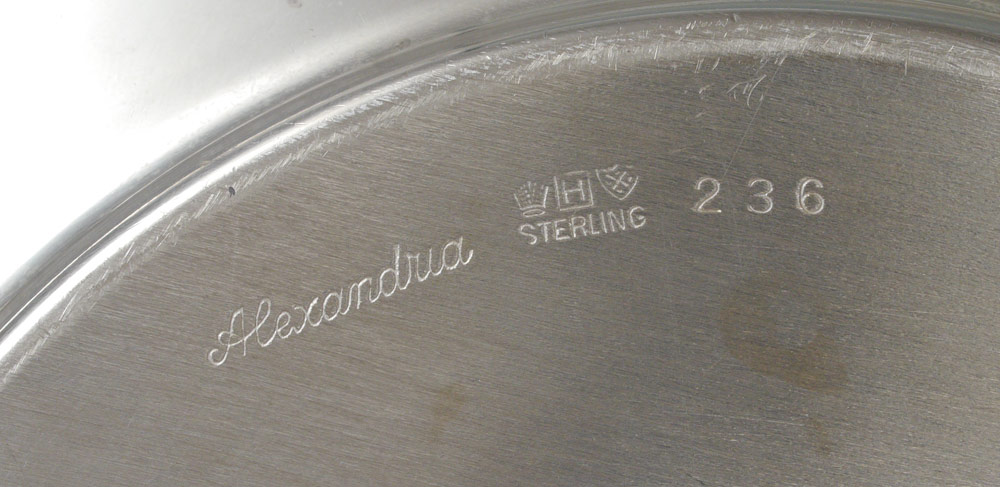 H
STERLING
236
Alexandria